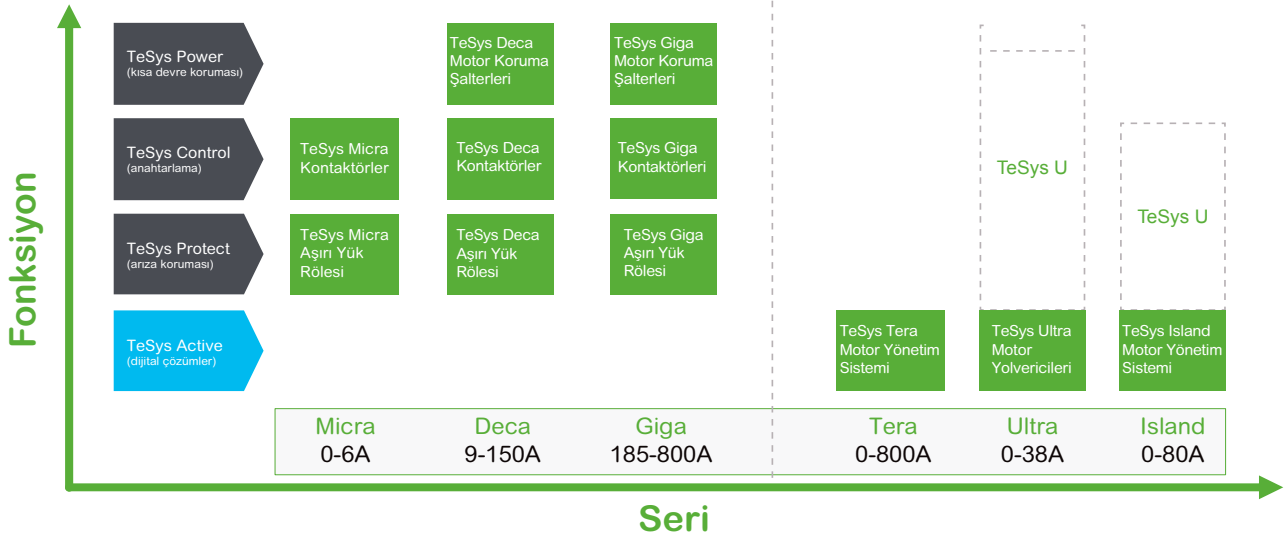 Fonksiyon
TeSys Power
(kısa devre koruması)
TeSys Deca
Motor Koruma
Şalterleri
TeSys Giga
Motor Koruma
Şalterleri
TeSys Control
(anahtarlama)
TeSys Micra
Kontaktörler
TeSys Deca
Kontaktörler
TeSys Giga
Kontaktörleri
TeSys U
TeSys U
TeSys Protect
(arıza koruması)
TeSys Micra
Aşırı Yük
Rölesi
TeSys Deca
Aşırı Yük
Rölesi
TeSys Giga
Aşırı Yük
Rölesi
TeSys Active
(dijital çözümler)
TeSys Tera
Motor Yönetim
Sistemi
TeSys Ultra
Motor
Yolvericileri
TeSys Island
Motor Yönetim
Sistemi
Micra
0-6A
Deca
9-150A
Giga
185-800A
Tera
0-800A
Ultra
0-38A
Island
0-80A
Seri